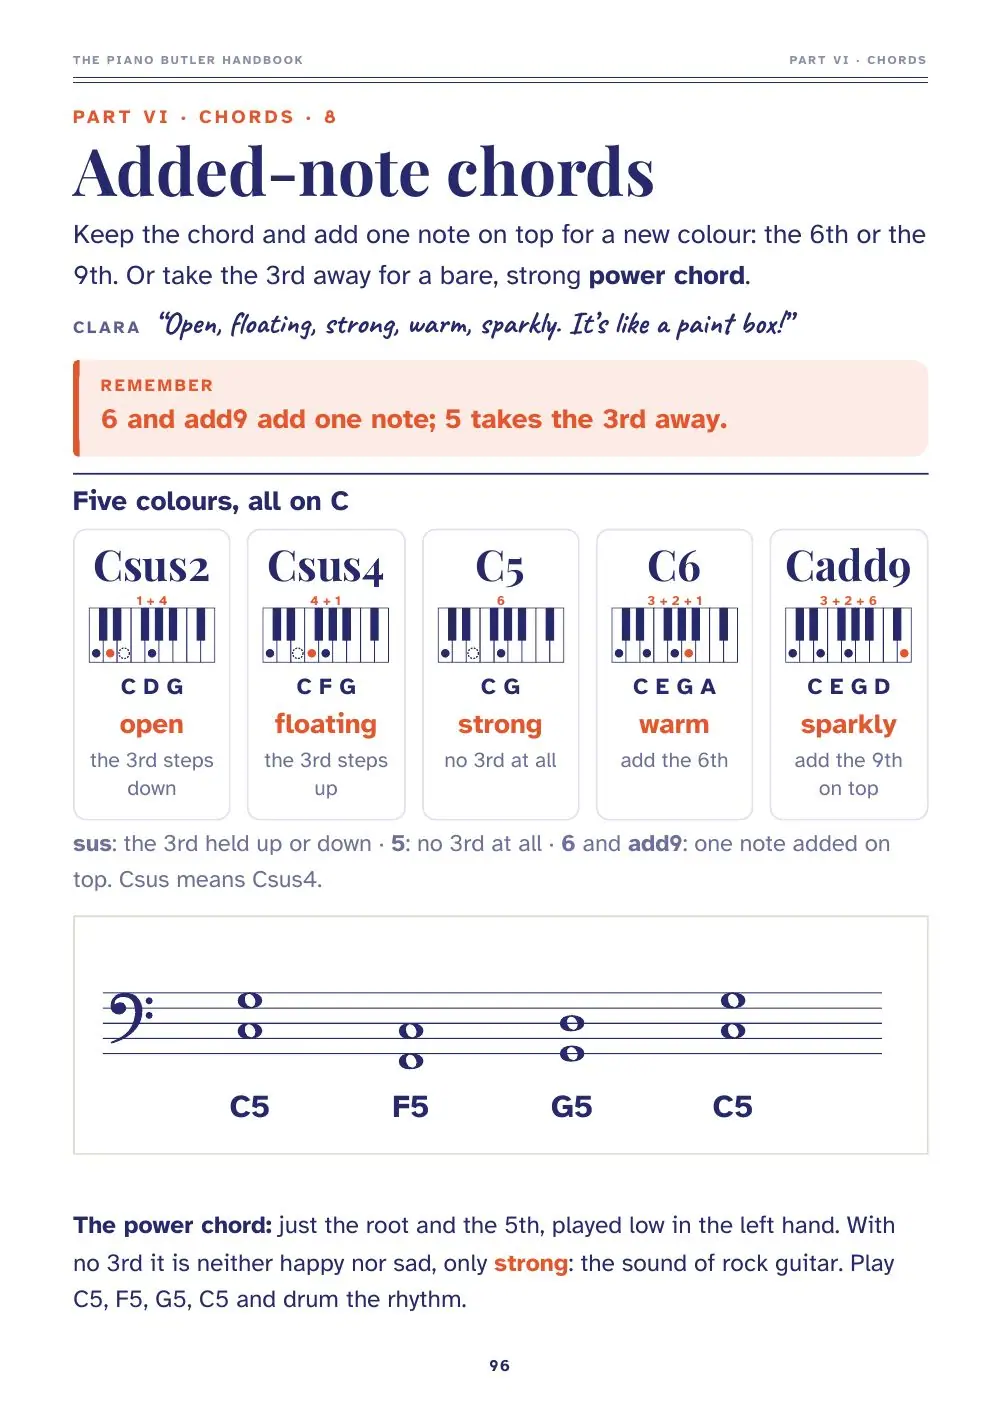 THE PIANO BUTLER HANDBOOK
PART VI · CHORDS
PART VI · CHORDS · 8
Added-note chords
Keep the chord and add one note on top for a new colour: the 6th or the
9th. Or take the 3rd away for a bare, strong power chord.
CLARA “Open, floating, strong, warm, sparkly. It’s like a paint box!”
REMEMBER
6 and add9 add one note; 5 takes the 3rd away.
Five colours, all on C
Csus2
1 + 4
C D G
open
the 3rd steps
down
Csus4
4 + 1
C F G
floating
the 3rd steps
up
C5
6
C G
strong
no 3rd at all
C6
3 + 2 + 1
C E G A
warm
add the 6th
Cadd9
3 + 2 + 6
C E G D
sparkly
add the 9th
on top
sus: the 3rd held up or down · 5: no 3rd at all · 6 and add9: one note added on
top. Csus means Csus4.
C5 F5 G5 C5
The power chord: just the root and the 5th, played low in the left hand. With
no 3rd it is neither happy nor sad, only strong: the sound of rock guitar. Play
C5, F5, G5, C5 and drum the rhythm.
96